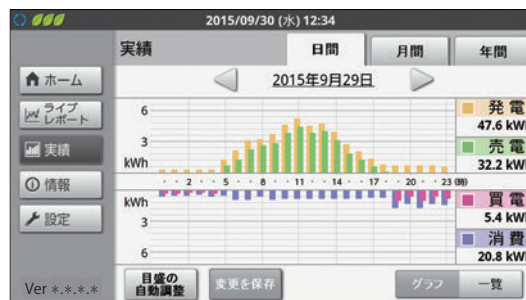 2015/09/30 (水) 12:34
実績
日間
月間
年間
ホーム
2015年9月29日
ライブ
レポート
実績
情報
設定
Ver *.*.*.*
6
3
kWh
発電
47.6 kWh
売電
32.2 kWh
2 5 8 11 14 17 20 23 (時)
kWh
3
6
買電
5.4 kWh
消費
20.8 kWh
目盛の
自動調整
変更を保存
グラフ
一覧